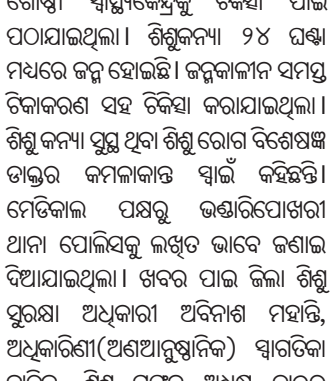 ଗୋଷ୍ଠୀ ସ୍ୱାସ୍ଥ୍ୟକେନ୍ଦ୍ରକୁ ଚିକିତ୍ସା ପାଇଁ
ପଠାଯାଇଥିଲା । ଶିଶୁକନ୍ୟା ୨୪ ଘଣ୍ଟା
ମଧ୍ୟରେ ଜନ୍ମ ହୋଇଛି । ଜନ୍ମକାଳୀନ ସମସ୍ତ
ଟିକାକରଣ ସହ ଚିକିତ୍ସା କରାଯାଇଥିଲା ।
ଶିଶୁ କନ୍ୟା ସୁସ୍ଥ ଥିବା ଶିଶୁ ରୋଗ ବିଶେଷଜ୍ଞ
ଡାକ୍ତର କମଳାକାନ୍ତ ସ୍ୱାଇଁ କହିଛନ୍ତି ।
ମେଡିକାଲ ପକ୍ଷରୁ ଭଣ୍ଡାରିପୋଖରୀ
ଥାନା ପୋଲିସକୁ ଲିଖିତ ଭାବେ ଜଣାଇ
ଦିଆଯାଇଥିଲା । ଖବର ପାଇ ଜିଲା ଶିଶୁ
ସୁରକ୍ଷା ଅଧିକାରୀ ଅବିନାଶ ମହାନ୍ତି,
ଅଧିକାରିଣୀ(ଅଣଆନୁଷ୍ଠାନିକ) ସ୍ୱାଗତିକା